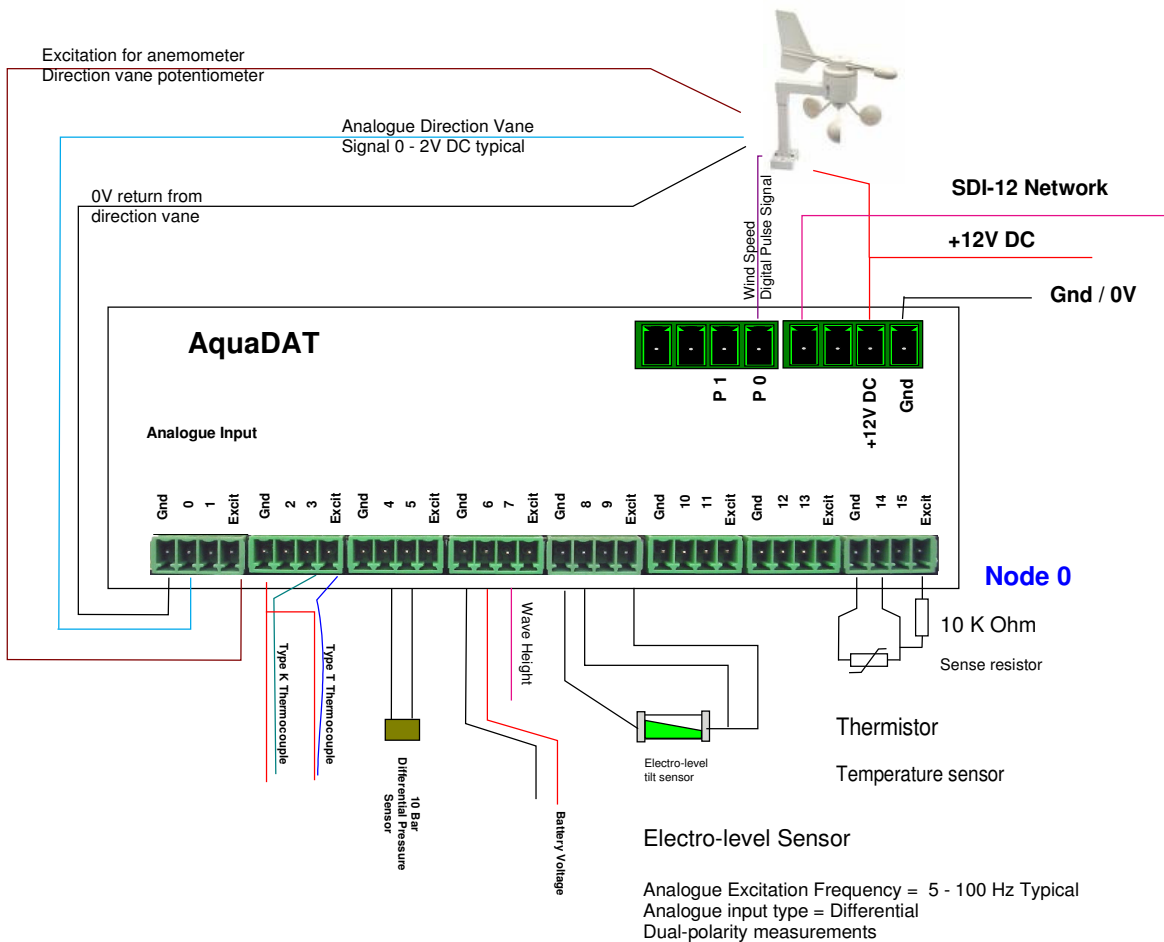 Excitation for anemometer
Direction vane potentiometer
Analogue Direction Vane
Signal 0 - 2V DC typical
0V return from
direction vane
Wind Speed
Digital Pulse Signal
SDI-12 Network
+12V DC
Gnd / 0V
AquaDAT
P 1
P 0
+12V DC
Gnd
Analogue Input
Gnd
0
1
Excit
Gnd
2
3
Excit
Gnd
4
5
Excit
Gnd
6
7
Excit
Gnd
8
9
Excit
Gnd
10
11
Excit
Gnd
12
13
Excit
Gnd
14
15
Excit
Node 0
Type K Thermocouple
Type T Thermocouple
10 Bar
Differential Pressure
Sensor
Wave Height
Battery Voltage
Electro-level
tilt sensor
10 K Ohm
Sense resistor
Thermistor
Temperature sensor
Electro-level Sensor
Analogue Excitation Frequency = 5 - 100 Hz Typical
Analogue input type = Differential
Dual-polarity measurements